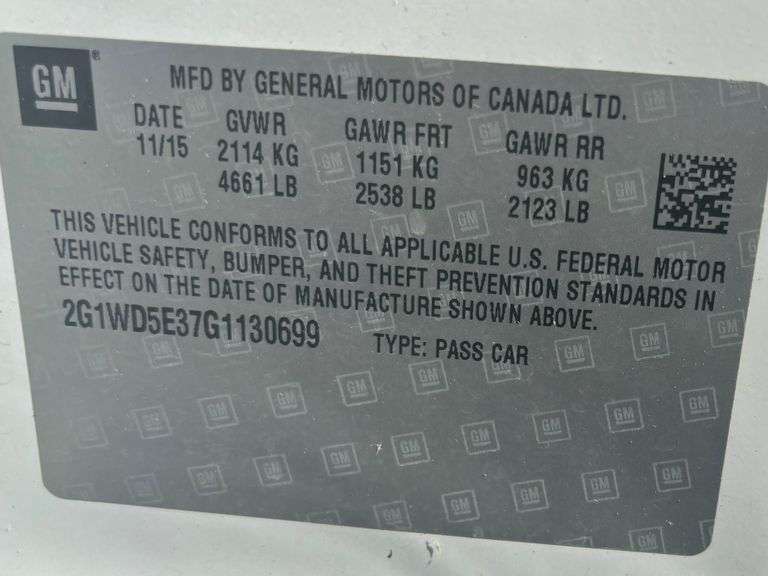 GM®
MFD BY GENERAL MOTORS OF CANADA LTD.
DATE GVWR GAWR FRT GAWR RR
11/15 2114 KG 1151 KG 963 KG
4661 LB 2538 LB 2123 LB
THIS VEHICLE CONFORMS TO ALL APPLICABLE U.S. FEDERAL MOTOR
VEHICLE SAFETY, BUMPER, AND THEFT PREVENTION STANDARDS IN
EFFECT ON THE DATE OF MANUFACTURE SHOWN ABOVE.
2G1WD5E37G1130699 TYPE: PASS CAR